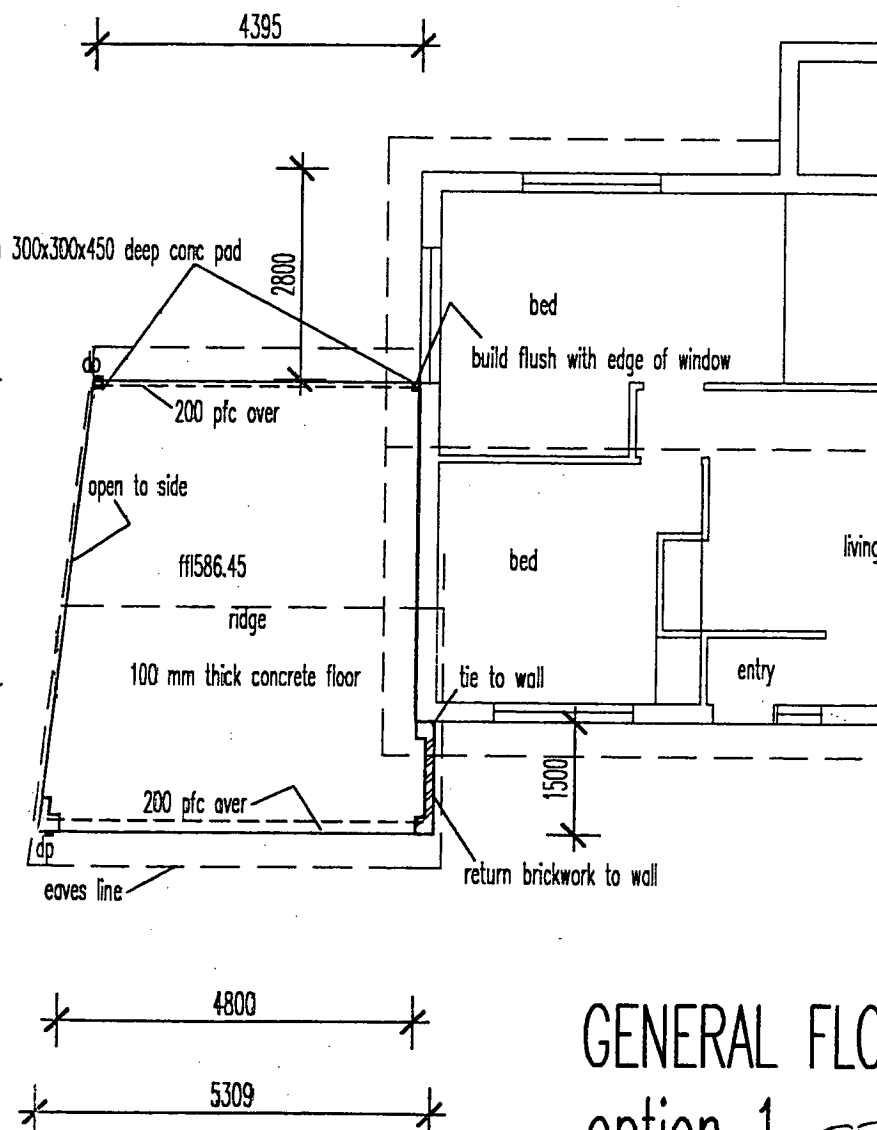 4395
300x300x450 deep conc pad
2800
bed
build flush with edge of window
dp
200 pfc over
open to side
ffl586.45
bed
living
ridge
100 mm thick concrete floor
tie to wall
entry
1500
200 pfc over
dp
return brickwork to wall
eaves line
4800
GENERAL FLO
5309
option 1